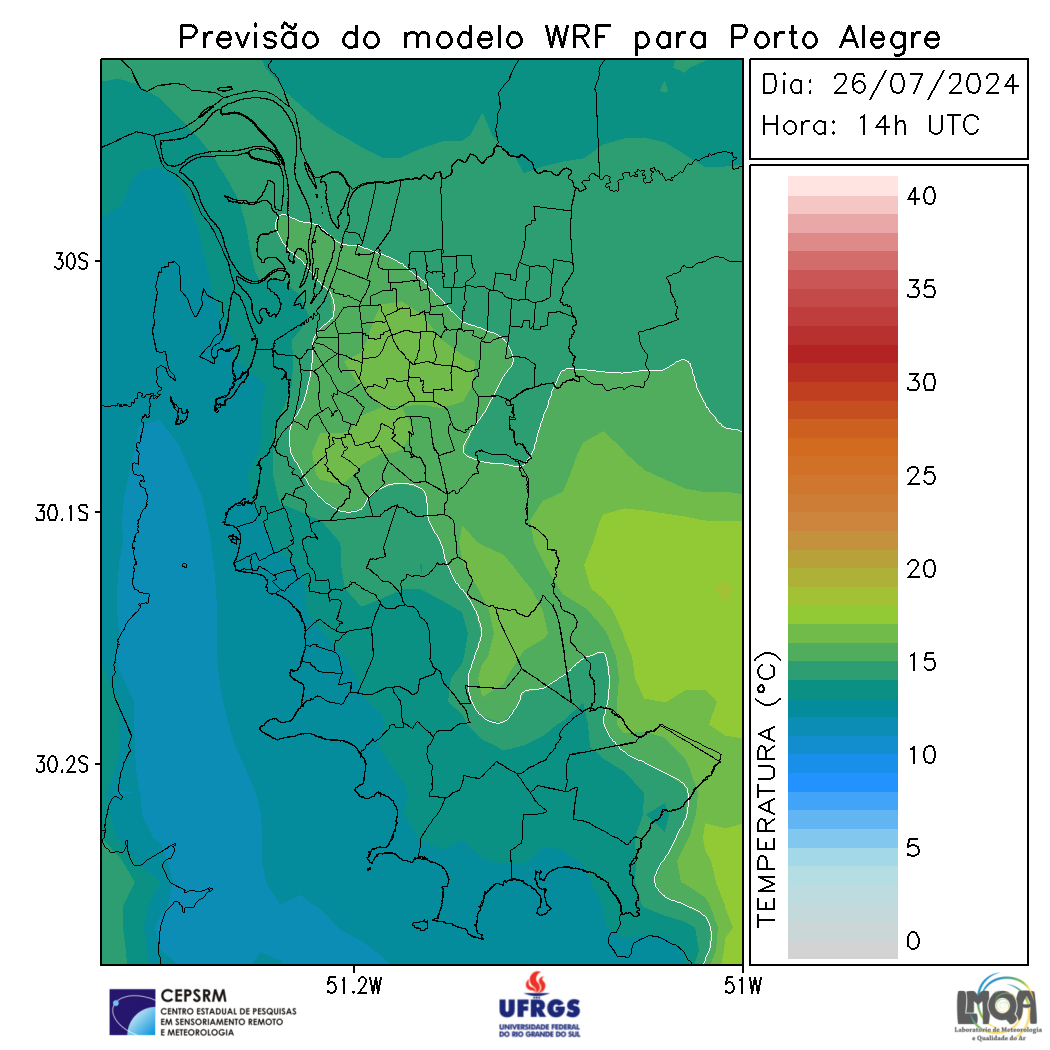 Previsão do modelo WRF para Porto Alegre
Dia: 26/07/2024
Hora: 14h UTC
30S
30.1S
30.2S
51.2W
51W
40
35
30
25
20
15
10
5
0
TEMPERATURA (°C)
CEPSRM
CENTRO ESTADUAL DE PESQUISAS
EM SENSORIAMENTO REMOTO
E METEOROLOGIA
UFRGS
UNIVERSIDADE FEDERAL
DO RIO GRANDE DO SUL
LMQA
Laboratório de Meteorologia
e Qualidade do Ar